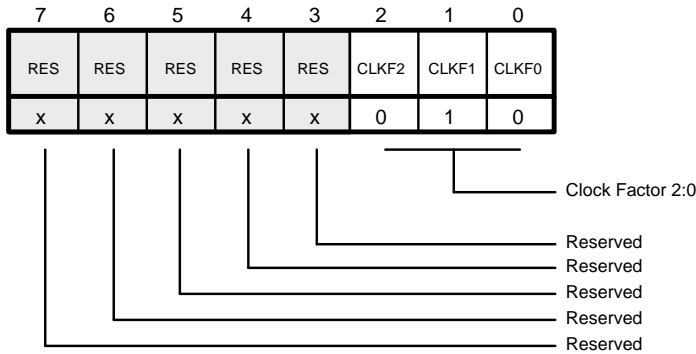 7 6 5 4 3 2 1 0
RES RES RES RES RES CLKF2 CLKF1 CLKF0
x x x x x 0 1 0
Clock Factor 2:0
Reserved
Reserved
Reserved
Reserved
Reserved